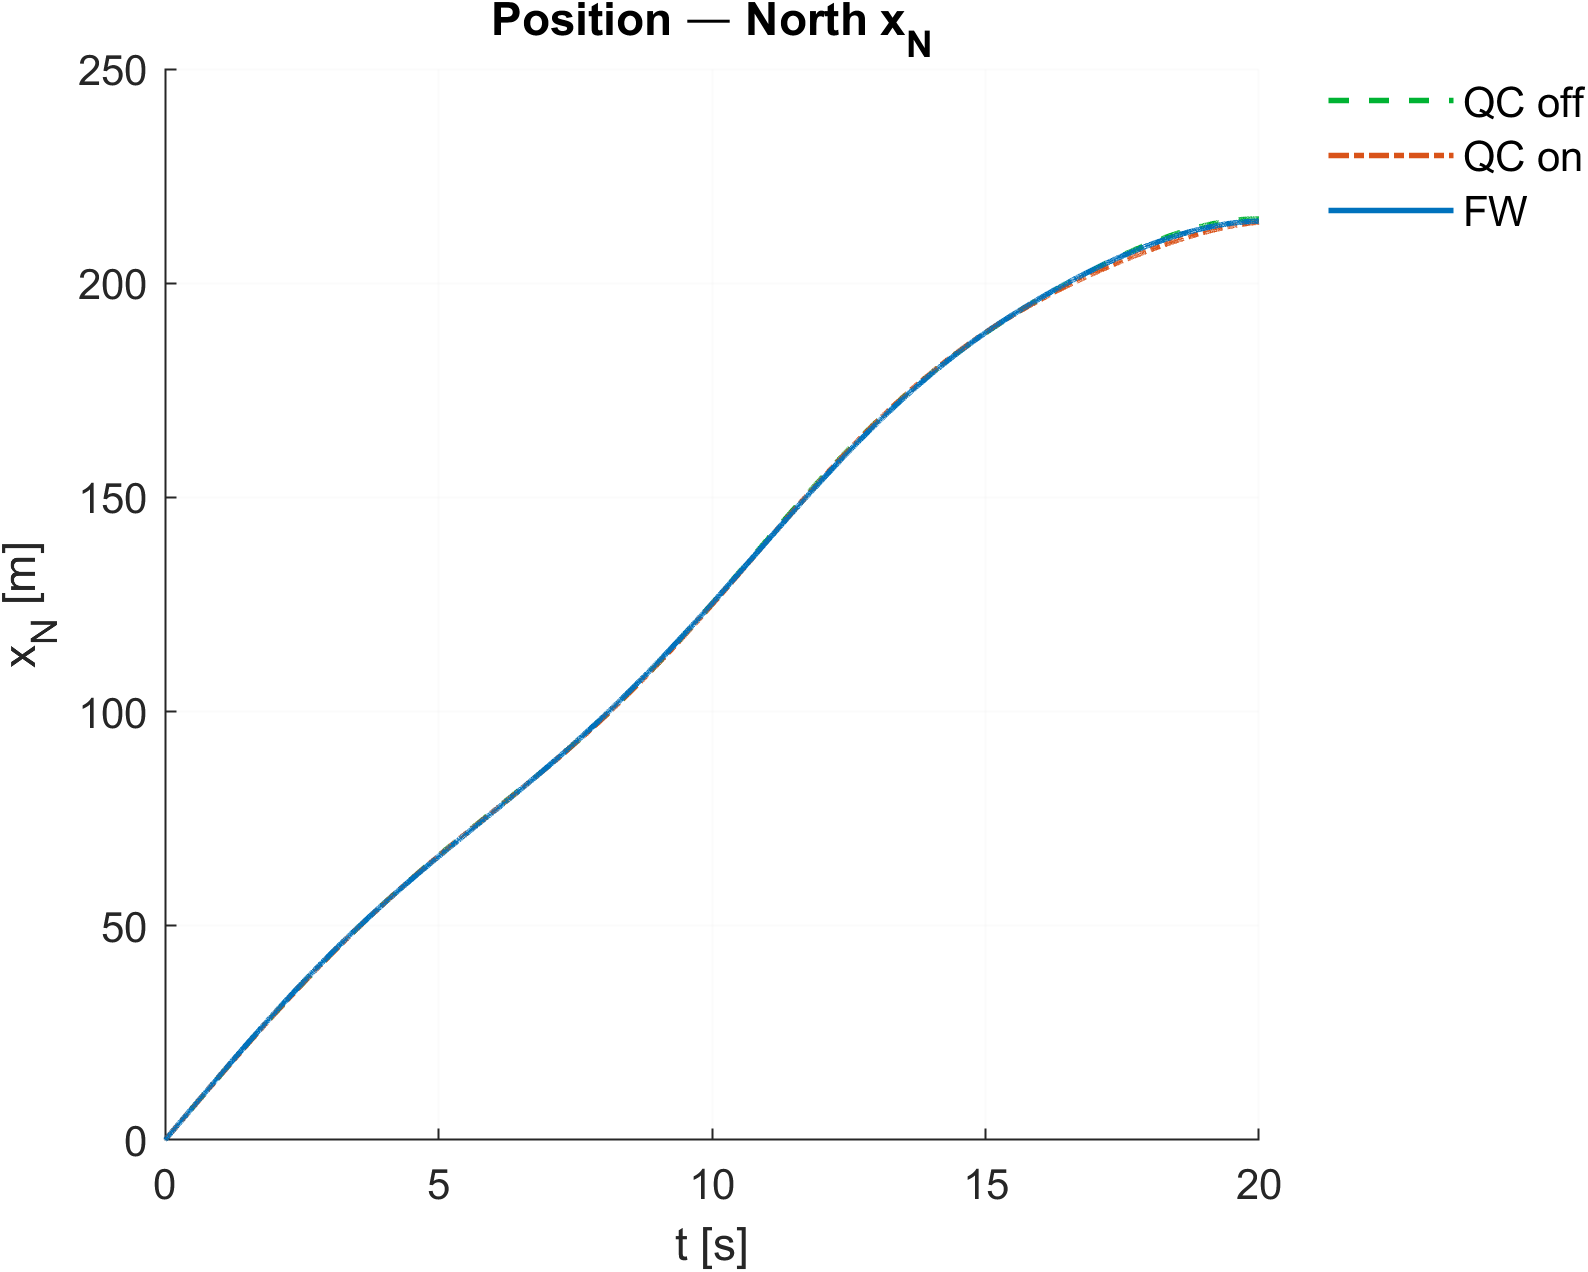 Position — North x_N
250
200
150
100
50
0
x_N [m]
0 5 10 15 20
t [s]
QC off
QC on
FW